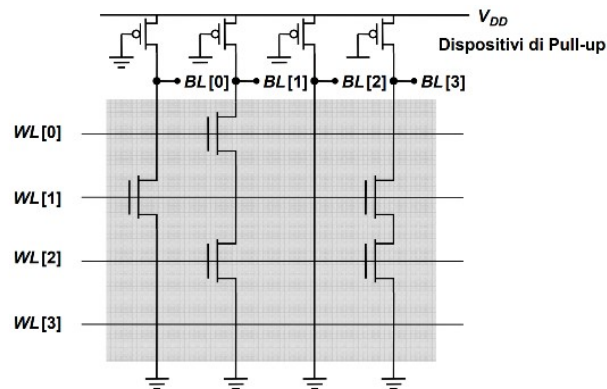 V_DD
Dispositivi di Pull-up
BL[0] BL[1] BL[2] BL[3]
WL[0]
WL[1]
WL[2]
WL[3]